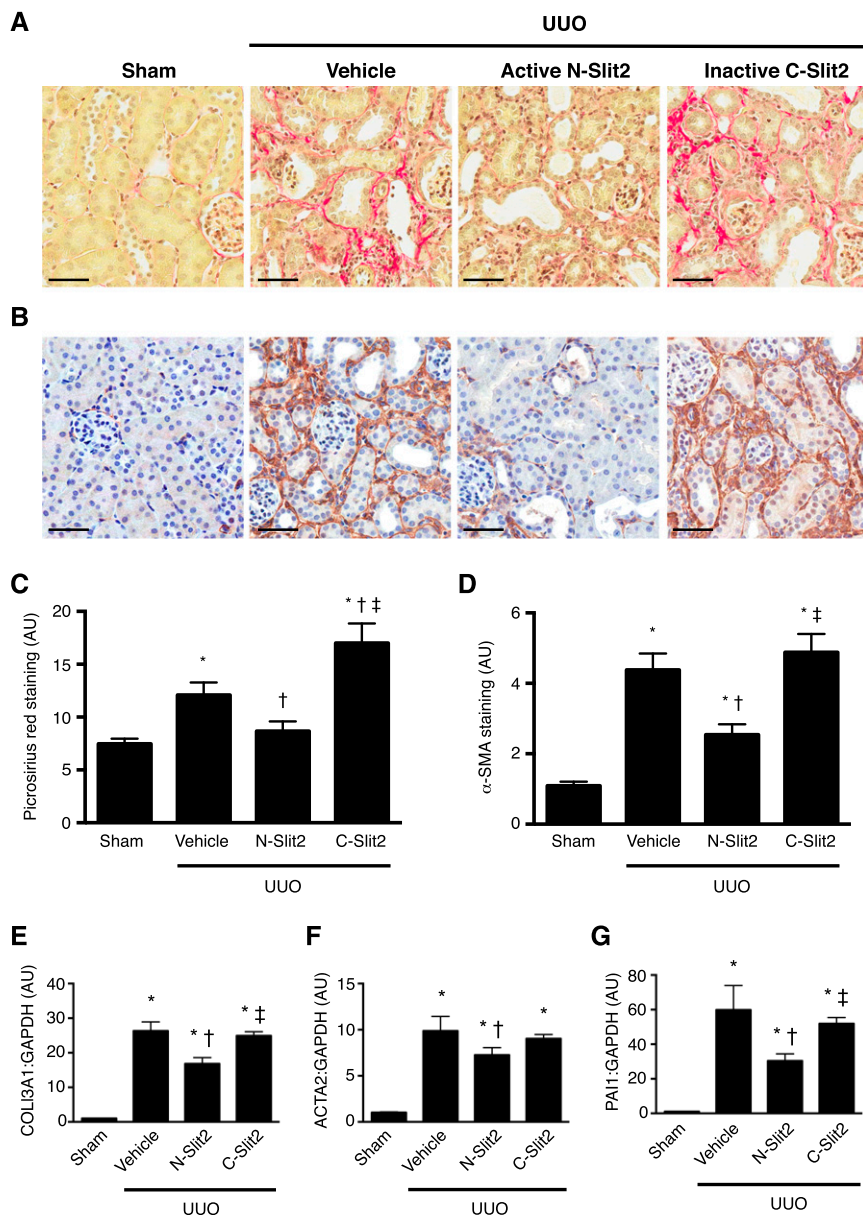 A
UUO
Sham Vehicle Active N-Slit2 Inactive C-Slit2
B
C
Picrosirius red staining (AU)
20
15
10
5
0
* * † ‡
†
Sham Vehicle N-Slit2 C-Slit2
UUO
D
α-SMA staining (AU)
6
4
2
0
* * † * ‡
Sham Vehicle N-Slit2 C-Slit2
UUO
E
COLI3A1:GAPDH (AU)
40
30
20
10
0
* * † * ‡
Sham Vehicle N-Slit2 C-Slit2
UUO
F
ACTA2:GAPDH (AU)
15
10
5
0
* * † *
Sham Vehicle N-Slit2 C-Slit2
UUO
G
PAI1:GAPDH (AU)
80
60
40
20
0
* * † * ‡
Sham Vehicle N-Slit2 C-Slit2
UUO